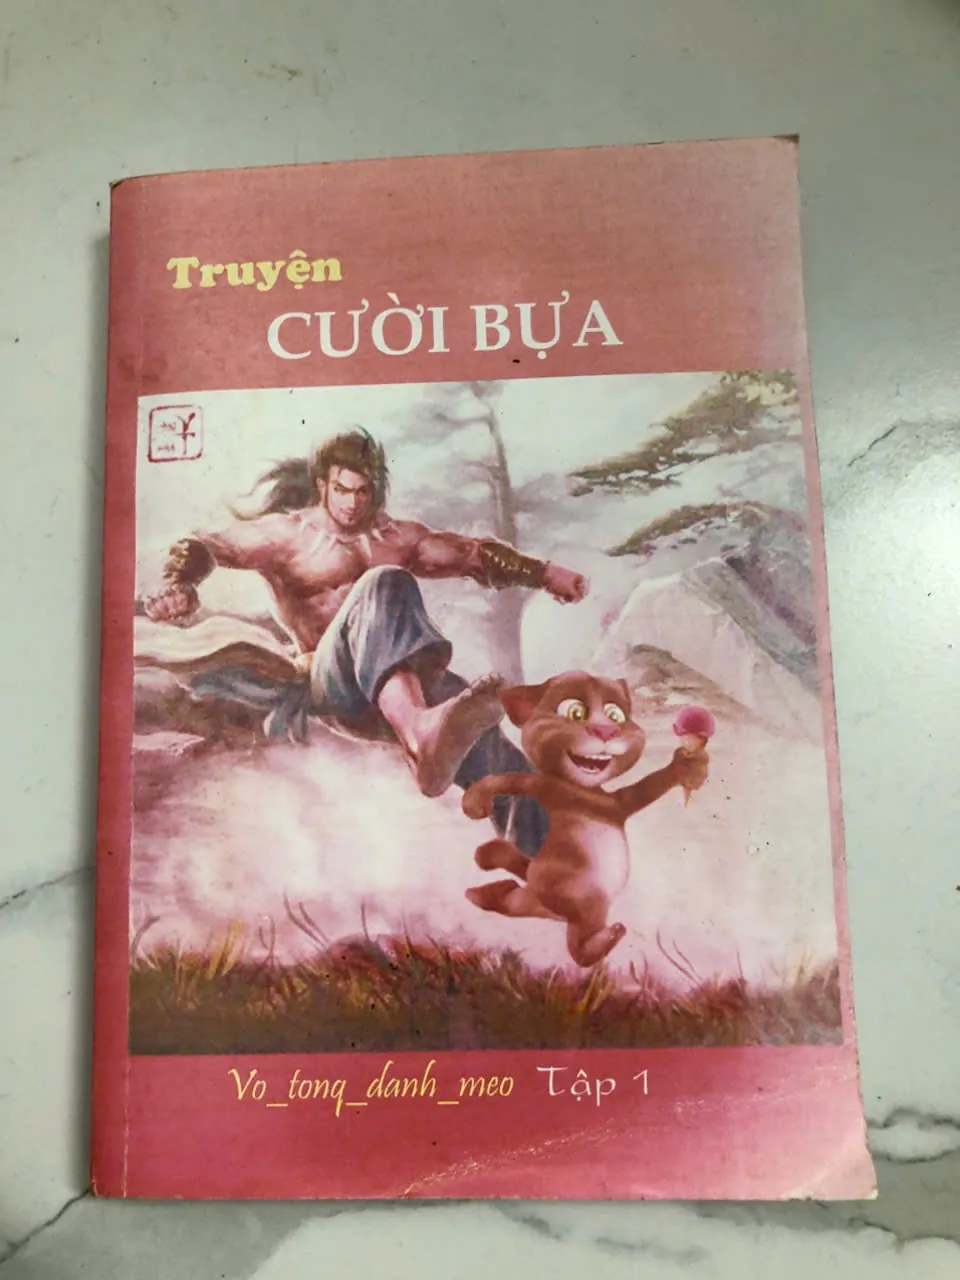 Truyện
CƯỜI BỰA
Vo_tong_danh_meo Tập 1